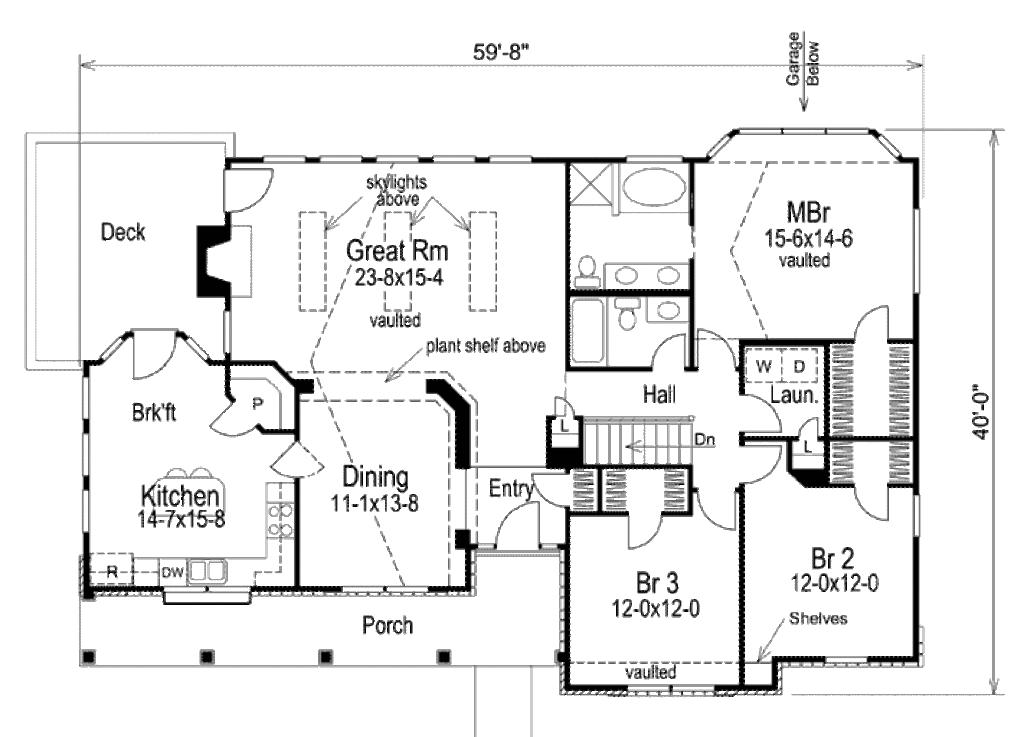 59'-8"
Garage
Below
skylights
above
Deck
Great Rm
23-8x15-4
vaulted
MBr
15-6x14-6
vaulted
plant shelf above
W
D
Laun.
Hall
40'-0"
P
Brk'ft
L
Dn
L
Dining
11-1x13-8
Entry
Kitchen
14-7x15-8
R
DW
Br 3
12-0x12-0
Br 2
12-0x12-0
Shelves
Porch
vaulted